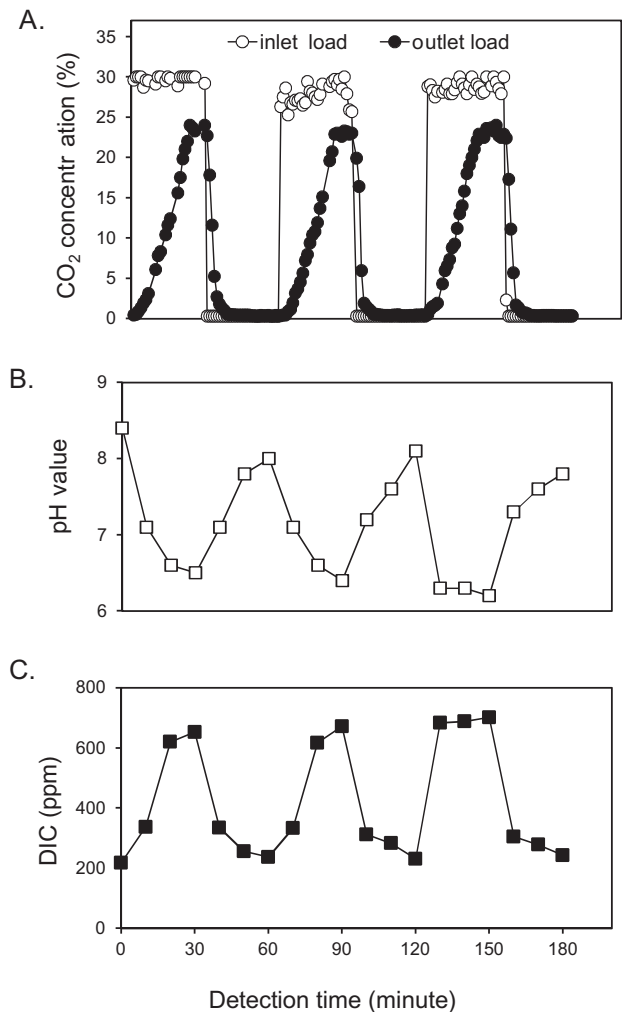 A.
inlet load outlet load
CO₂ concentr ation (%)
35
30
25
20
15
10
5
0
B.
pH value
9
8
7
6
C.
DIC (ppm)
800
600
400
200
0
0 30 60 90 120 150 180
Detection time (minute)